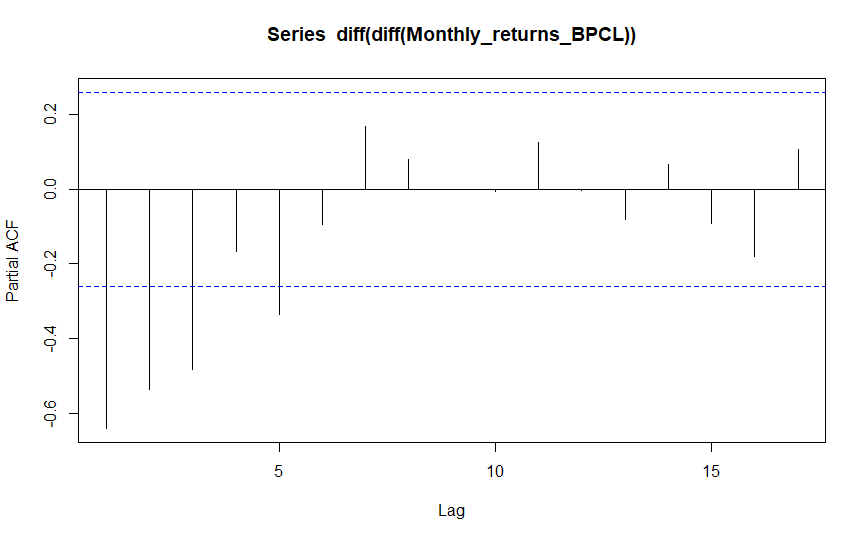 Series diff(diff(Monthly_returns_BPCL))
Partial ACF
0.2
0.0
-0.2
-0.4
-0.6
5 10 15
Lag